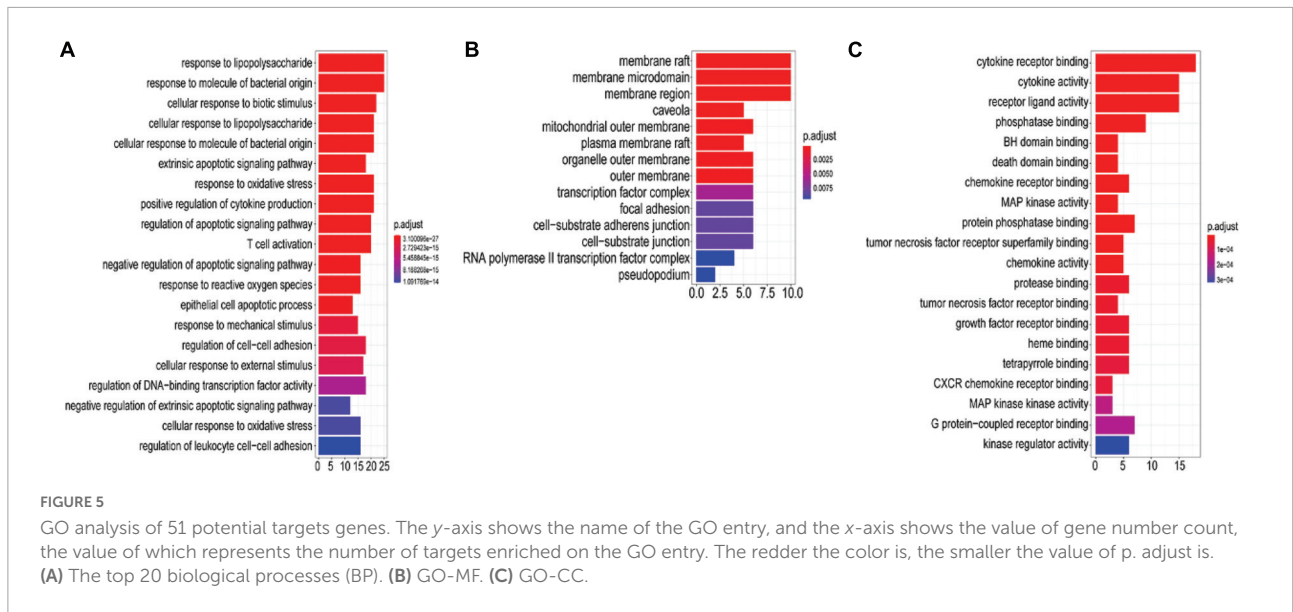 A
response to lipopolysaccharide
response to molecule of bacterial origin
cellular response to biotic stimulus
cellular response to lipopolysaccharide
cellular response to molecule of bacterial origin
extrinsic apoptotic signaling pathway
response to oxidative stress
positive regulation of cytokine production
regulation of apoptotic signaling pathway
T cell activation
negative regulation of apoptotic signaling pathway
response to reactive oxygen species
epithelial cell apoptotic process
response to mechanical stimulus
regulation of cell-cell adhesion
cellular response to external stimulus
regulation of DNA-binding transcription factor activity
negative regulation of extrinsic apoptotic signaling pathway
cellular response to oxidative stress
regulation of leukocyte cell-cell adhesion
0 5 10 15 20 25
p.adjust
3.100096e-27
2.729423e-15
5.458845e-15
8.188268e-15
1.091769e-14
B
membrane raft
membrane microdomain
membrane region
caveola
mitochondrial outer membrane
plasma membrane raft
organelle outer membrane
outer membrane
transcription factor complex
focal adhesion
cell-substrate adherens junction
cell-substrate junction
RNA polymerase II transcription factor complex
pseudopodium
0.0 2.5 5.0 7.5 10.0
p.adjust
0.0025
0.0050
0.0075
C
cytokine receptor binding
cytokine activity
receptor ligand activity
phosphatase binding
BH domain binding
death domain binding
chemokine receptor binding
MAP kinase activity
protein phosphatase binding
tumor necrosis factor receptor superfamily binding
chemokine activity
protease binding
tumor necrosis factor receptor binding
growth factor receptor binding
heme binding
tetrapyrrole binding
CXCR chemokine receptor binding
MAP kinase kinase activity
G protein-coupled receptor binding
kinase regulator activity
0 5 10 15
p.adjust
1e-04
2e-04
3e-04
FIGURE 5
GO analysis of 51 potential targets genes. The y-axis shows the name of the GO entry, and the x-axis shows the value of gene number count,
the value of which represents the number of targets enriched on the GO entry. The redder the color is, the smaller the value of p. adjust is.
(A) The top 20 biological processes (BP). (B) GO-MF. (C) GO-CC.